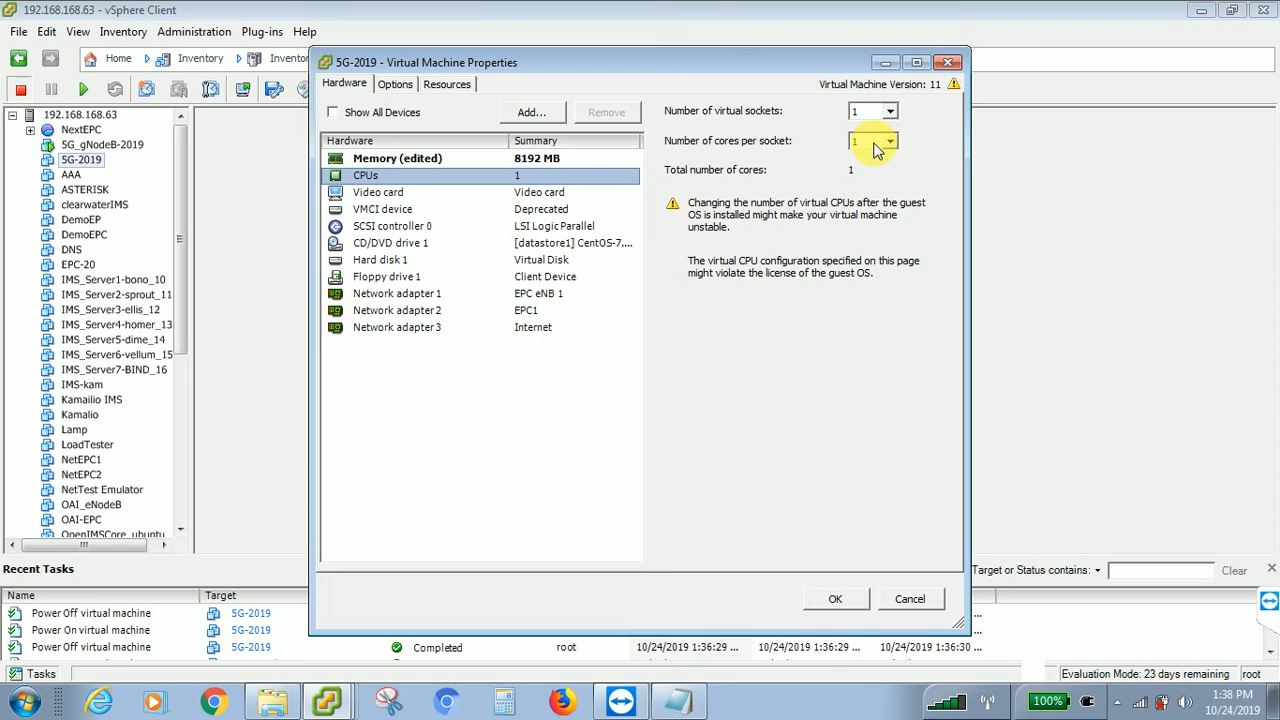 192.168.168.63 - vSphere Client
File Edit View Inventory Administration Plug-ins Help
Home Inventory Invento
5G-2019 - Virtual Machine Properties
Hardware Options Resources
Virtual Machine Version: 11
Show All Devices
Add...
Remove
Hardware Summary
Memory (edited) 8192 MB
CPUs 1
Video card Video card
VMCI device Deprecated
SCSI controller 0 LSI Logic Parallel
CD/DVD drive 1 [datastore1] CentOS-7....
Hard disk 1 Virtual Disk
Floppy drive 1 Client Device
Network adapter 1 EPC eNB 1
Network adapter 2 EPC1
Network adapter 3 Internet
Number of virtual sockets: 1
Number of cores per socket: 1
Total number of cores: 1
Changing the number of virtual CPUs after the guest
OS is installed might make your virtual machine
unstable.
The virtual CPU configuration specified on this page
might violate the license of the guest OS.
OK
Cancel
192.168.168.63
NextEPC
5G_gNodeB-2019
5G-2019
AAA
ASTERISK
clearwaterIMS
DemoEP
DemoEPC
DNS
EPC-20
IMS_Server1-bono_10
IMS_Server2-sprout_11
IMS_Server3-ellis_12
IMS_Server4-homer_13
IMS_Server5-dime_14
IMS_Server6-vellum_15
IMS_Server7-BIND_16
IMS-kam
Kamailio IMS
Kamalio
Lamp
LoadTester
NetEPC1
NetEPC2
NetTest Emulator
OAI_eNodeB
OAI-EPC
OpenIMSCore_ubuntu
Recent Tasks
Target or Status contains:
Clear
Name Target
Power Off virtual machine 5G-2019
Power On virtual machine 5G-2019
Power Off virtual machine 5G-2019 Completed root 10/24/2019 1:36:29 ... 10/24/2019 1:36:29 ... 10/24/2019 1:36:30 ...
Tasks
Evaluation Mode: 23 days remaining
root
100%
1:38 PM
10/24/2019